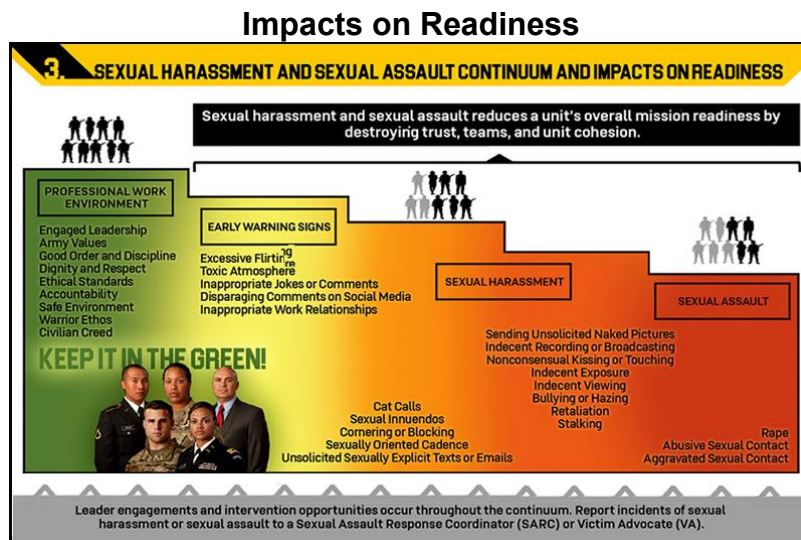 Impacts on Readiness
3. SEXUAL HARASSMENT AND SEXUAL ASSAULT CONTINUUM AND IMPACTS ON READINESS
Sexual harassment and sexual assault reduces a unit's overall mission readiness by
destroying trust, teams, and unit cohesion.
PROFESSIONAL WORK
ENVIRONMENT
Engaged Leadership
Army Values
Good Order and Discipline
Dignity and Respect
Ethical Standards
Accountability
Safe Environment
Warrior Ethos
Civilian Creed
KEEP IT IN THE GREEN!
EARLY WARNING SIGNS
Excessive Flirting
Toxic Atmosphere
Inappropriate Jokes or Comments
Disparaging Comments on Social Media
Inappropriate Work Relationships
Cat Calls
Sexual Innuendos
Cornering or Blocking
Sexually Oriented Cadence
Unsolicited Sexually Explicit Texts or Emails
SEXUAL HARASSMENT
Sending Unsolicited Naked Pictures
Indecent Recording or Broadcasting
Nonconsensual Kissing or Touching
Indecent Exposure
Indecent Viewing
Bullying or Hazing
Retaliation
Stalking
SEXUAL ASSAULT
Rape
Abusive Sexual Contact
Aggravated Sexual Contact
Leader engagements and intervention opportunities occur throughout the continuum. Report incidents of sexual
harassment or sexual assault to a Sexual Assault Response Coordinator (SARC) or Victim Advocate (VA).